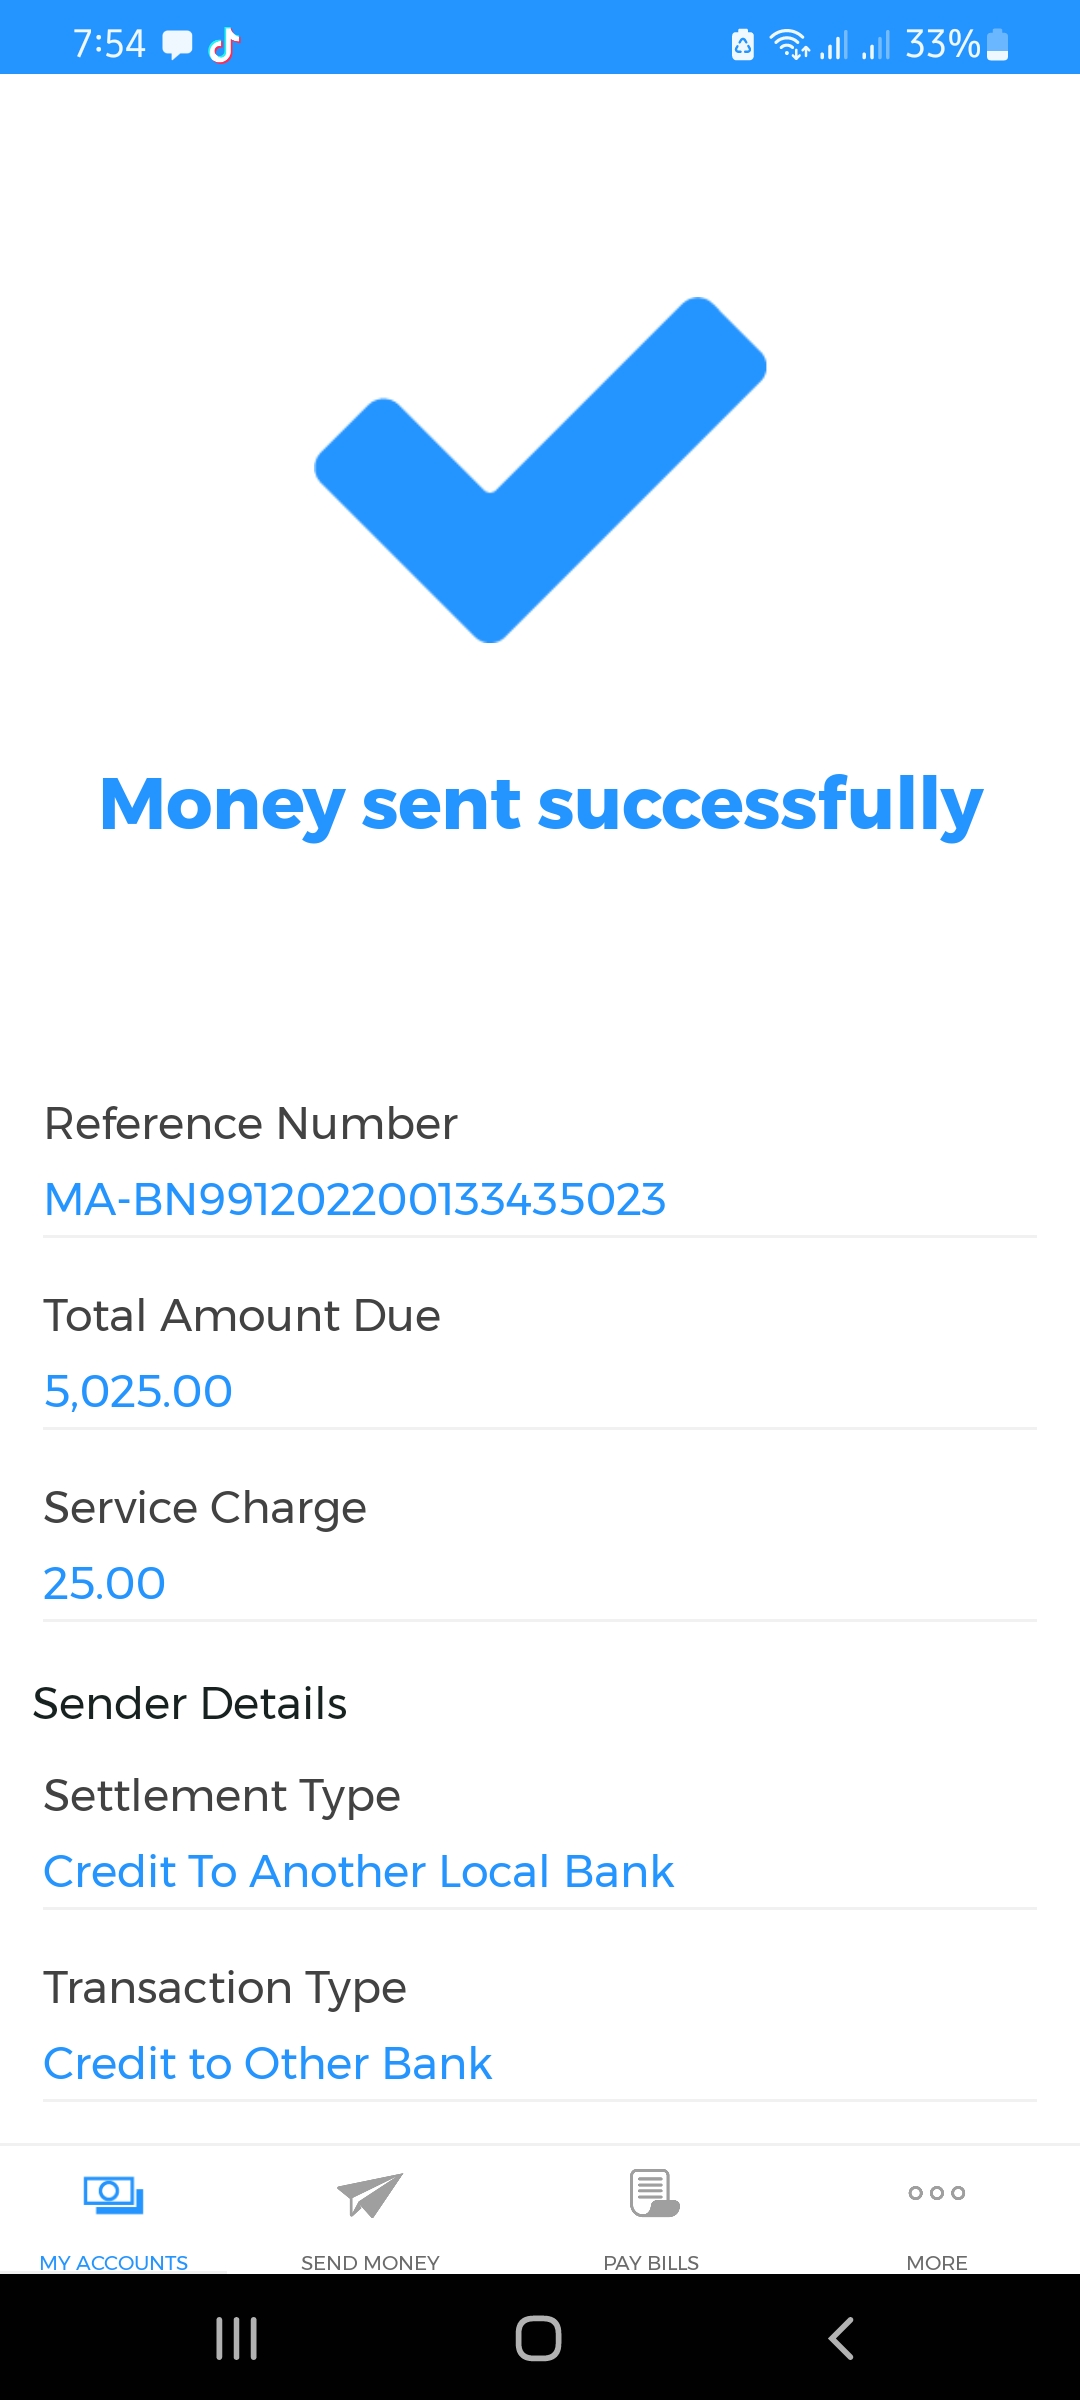 7:54
33%
Money sent successfully
Reference Number
MA-BN9912022001334350​23
Total Amount Due
5,025.00
Service Charge
25.00
Sender Details
Settlement Type
Credit To Another Local Bank
Transaction Type
Credit to Other Bank
MY ACCOUNTS
SEND MONEY
PAY BILLS
MORE